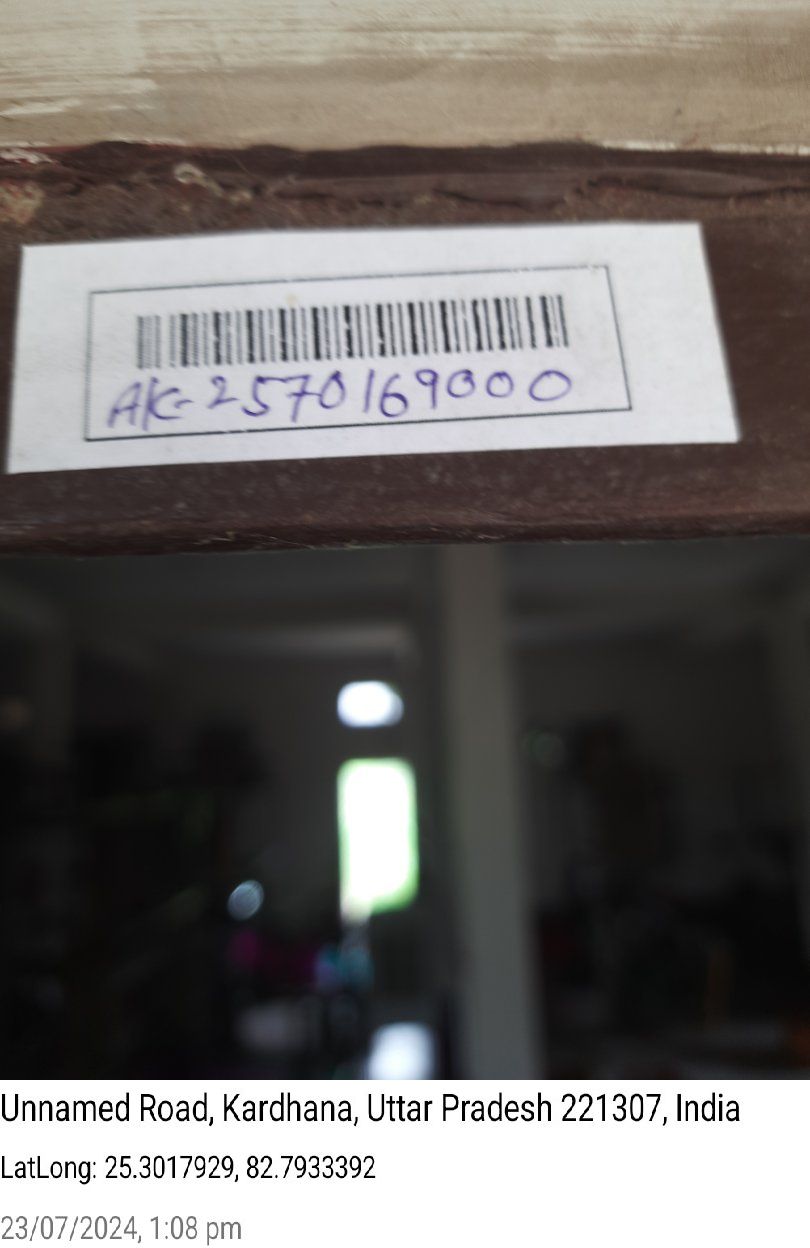 A/C-2570169000
Unnamed Road, Kardhana, Uttar Pradesh 221307, India
LatLong: 25.3017929, 82.7933392
23/07/2024, 1:08 pm